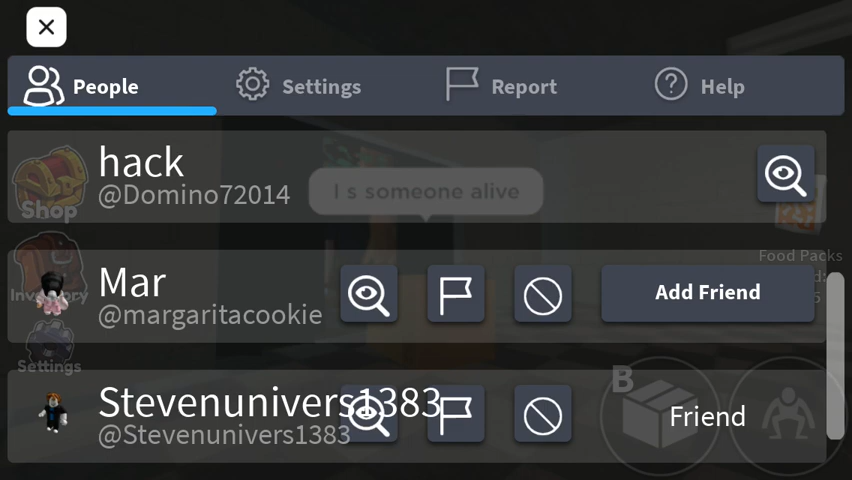 People
Settings
Report
Help
hack
@Domino72014
Shop
I s someone alive
Mar
@margaritacookie
Add Friend
Food Packs
d:
Inventory
5
Settings
Stevenunivers1383
@Stevenunivers1383
B
Friend